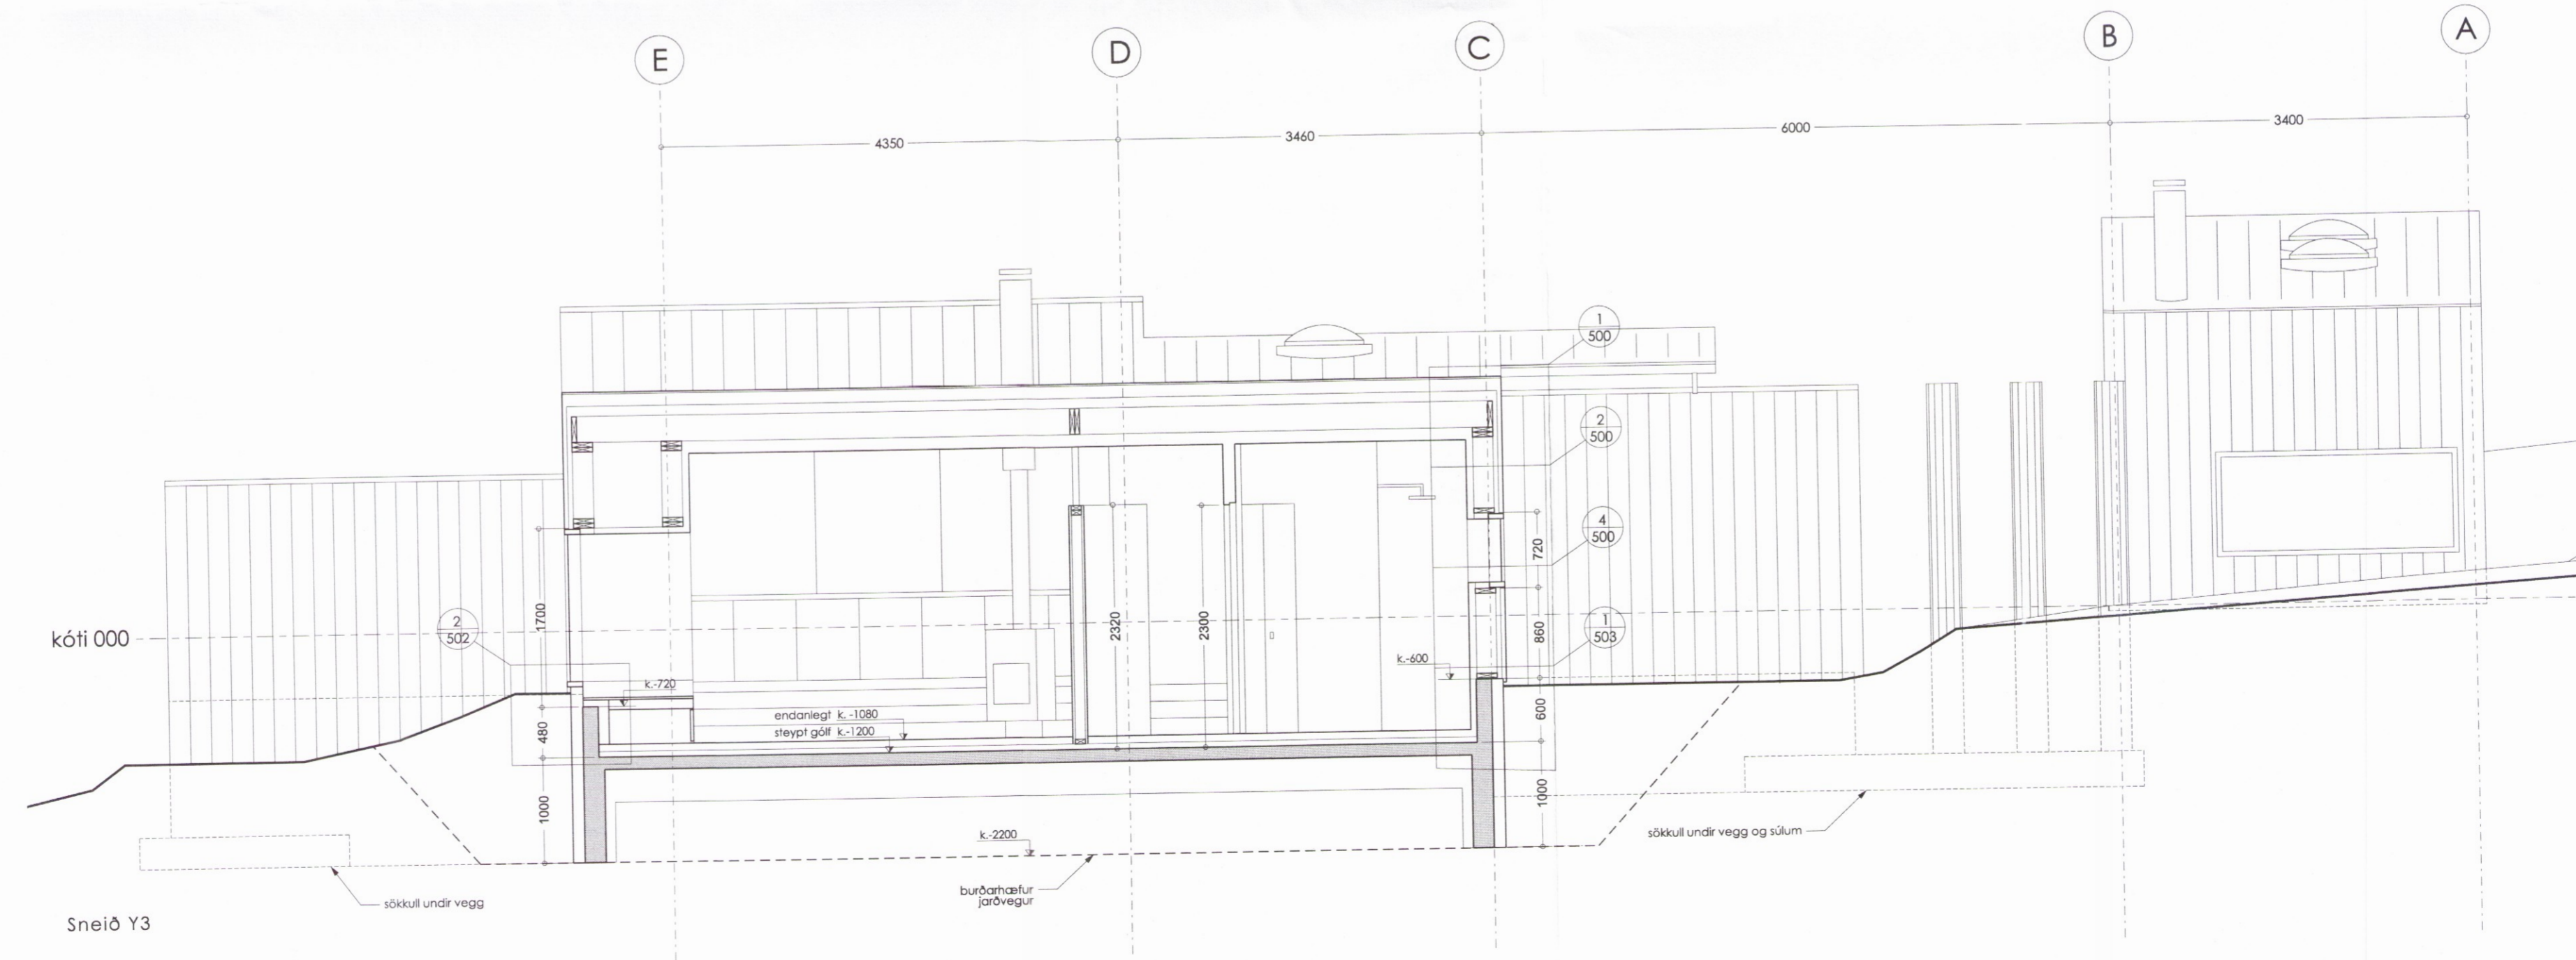 E
D
C
B
A
4350
3460
6000
3400
1
500
2
500
4
500
1
503
2
502
kóti 000
1700
480
1000
2320
2300
720
860
600
1000
k.-720
k.-600
endanlegt k. -1080
steypt gólf k.-1200
k.-2200
sökkull undir vegg og súlum
burðarhæfur
jarðvegur
sökkull undir vegg
Sneið Y3